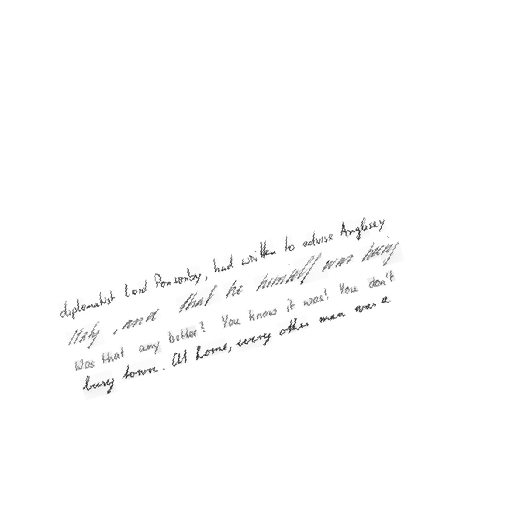 diplomatist Lord Ponsonby, had written to advise Anglesey
Italy, and that he himself was being
Was that any better? You know it was! You don't
busy town. At home, every other man was a